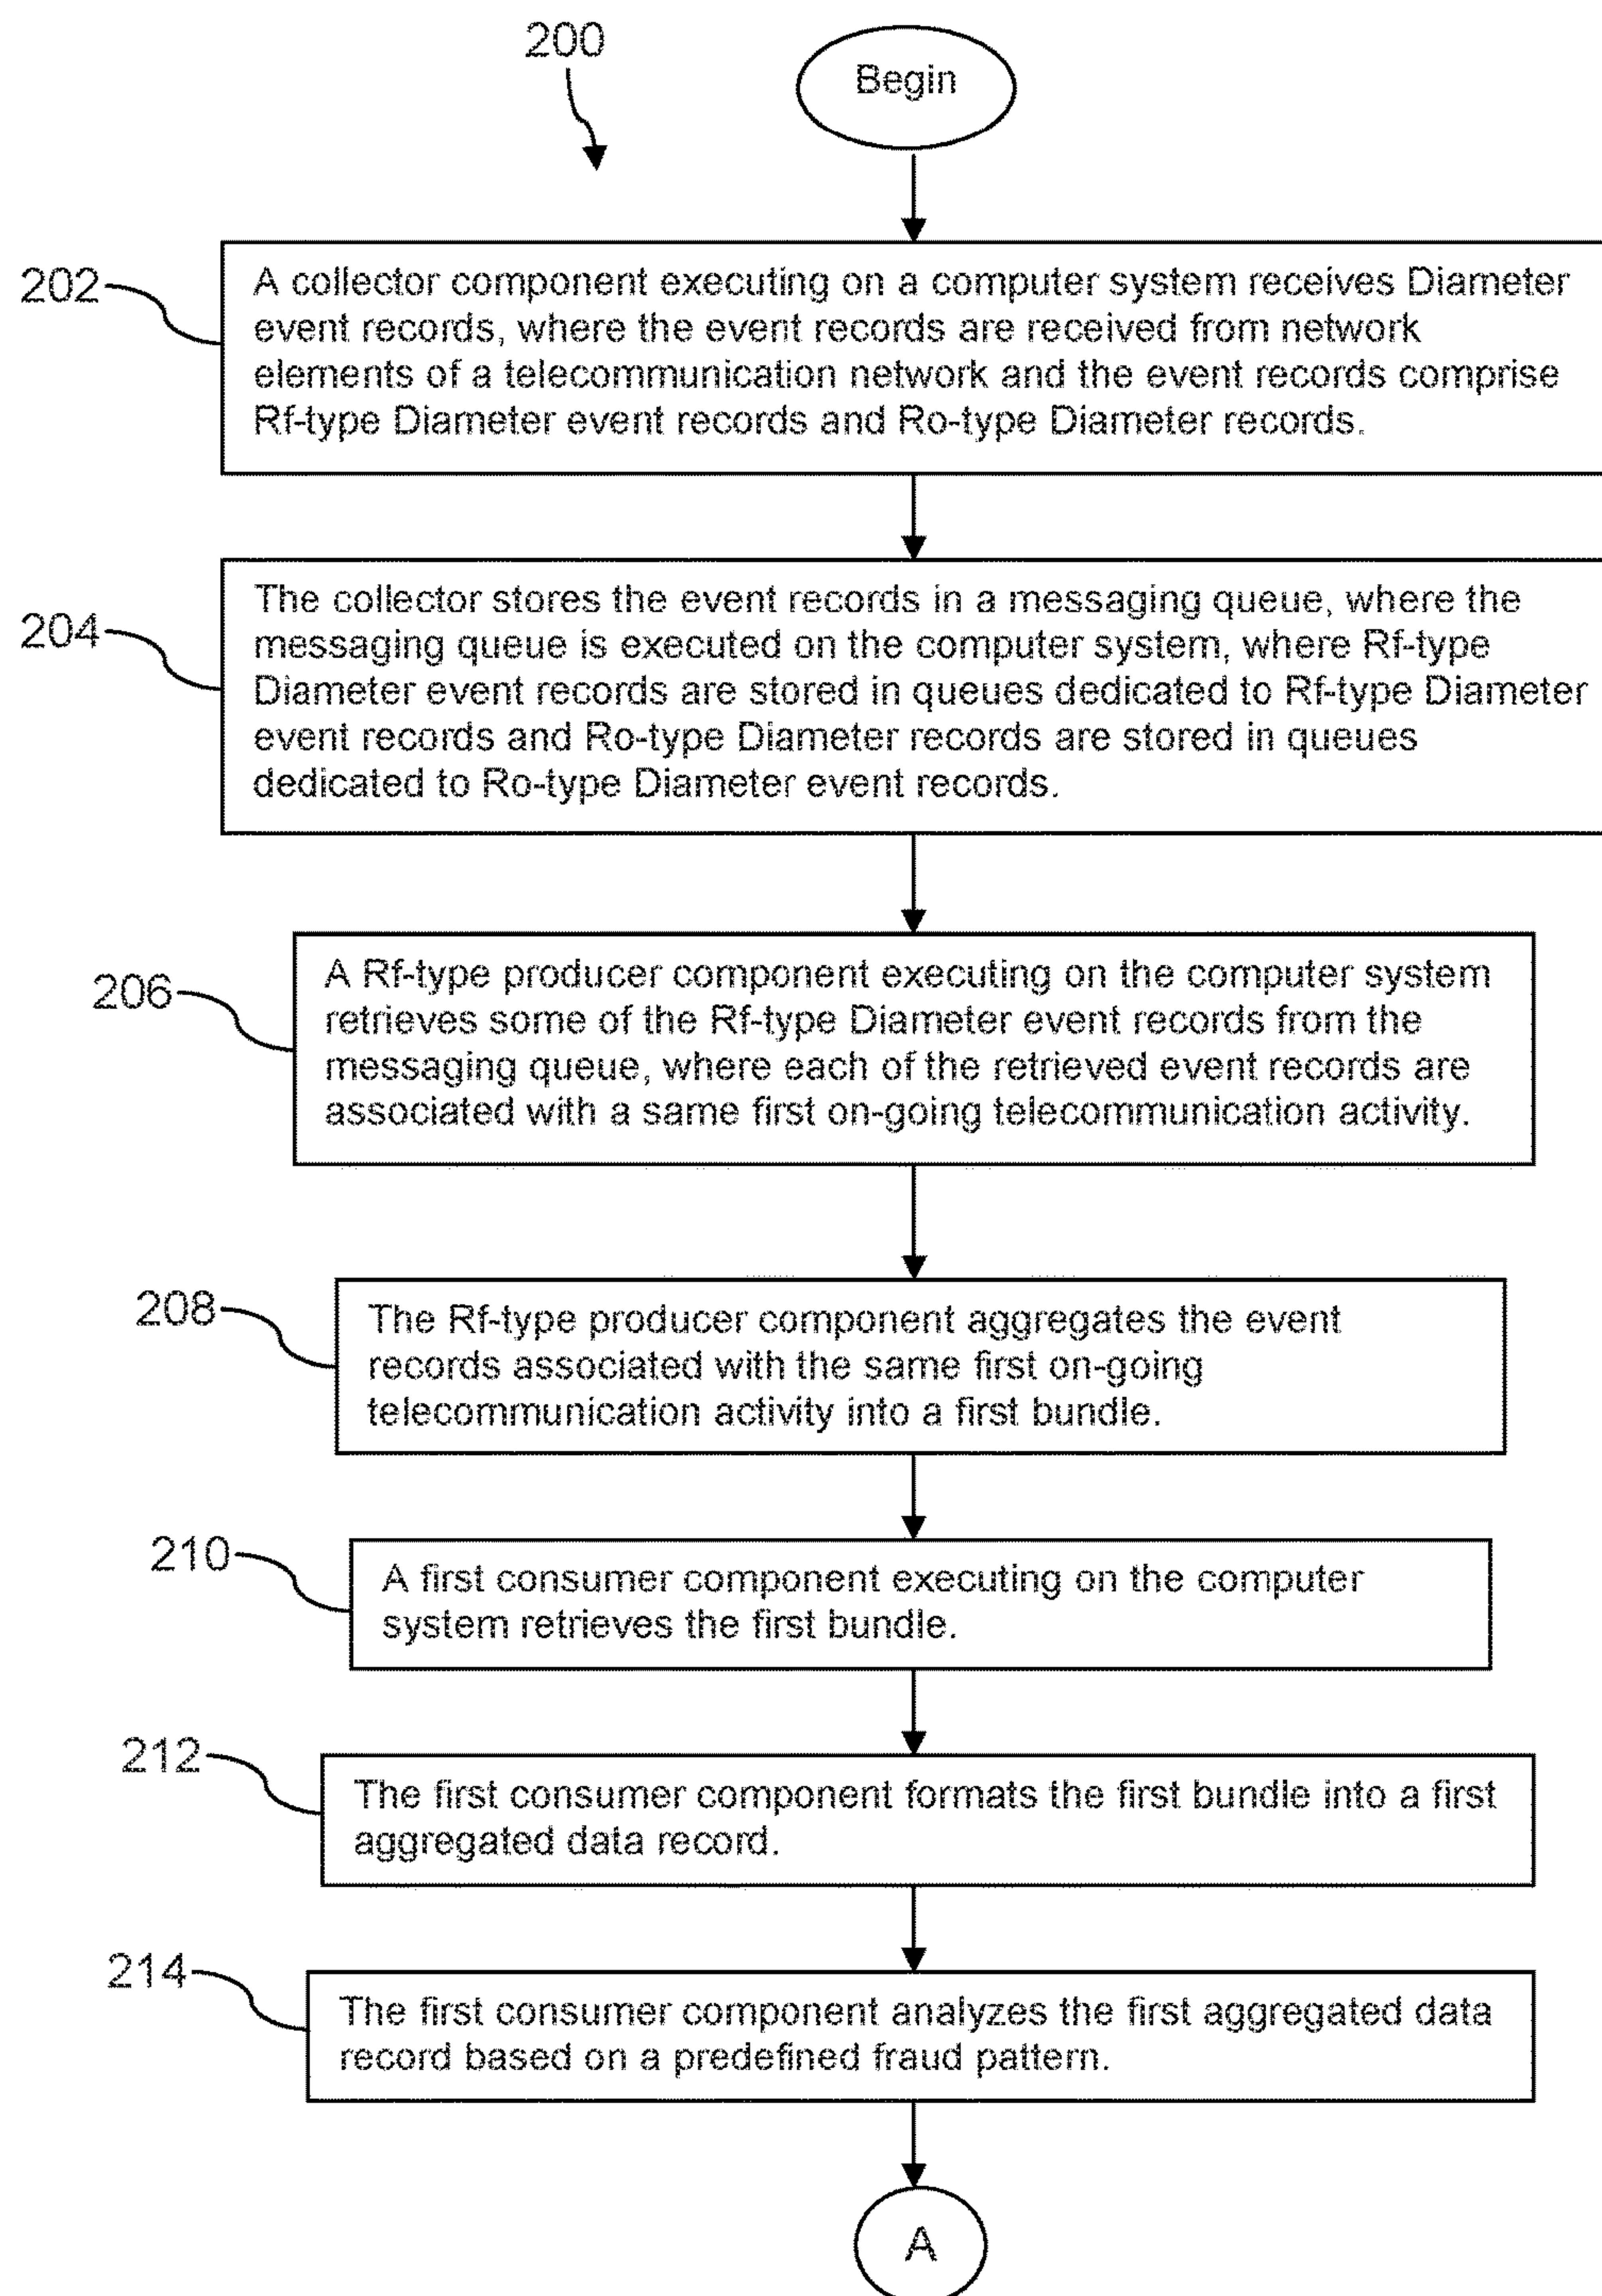 200
Begin
202
A collector component executing on a computer system receives Diameter
event records, where the event records are received from network
elements of a telecommunication network and the event records comprise
Rf-type Diameter event records and Ro-type Diameter records.
204
The collector stores the event records in a messaging queue, where the
messaging queue is executed on the computer system, where Rf-type
Diameter event records are stored in queues dedicated to Rf-type Diameter
event records and Ro-type Diameter records are stored in queues
dedicated to Ro-type Diameter event records.
206
A Rf-type producer component executing on the computer system
retrieves some of the Rf-type Diameter event records from the
messaging queue, where each of the retrieved event records are
associated with a same first on-going telecommunication activity.
208
The Rf-type producer component aggregates the event
records associated with the same first on-going
telecommunication activity into a first bundle.
210
A first consumer component executing on the computer
system retrieves the first bundle.
212
The first consumer component formats the first bundle into a first
aggregated data record.
214
The first consumer component analyzes the first aggregated data
record based on a predefined fraud pattern.
A